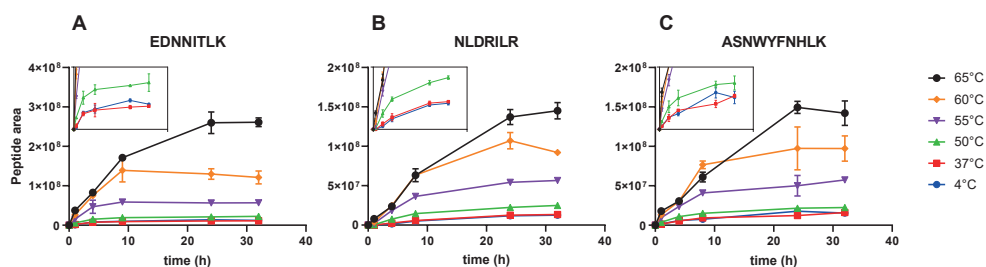 A
EDNNITLK
4×10⁸
3×10⁸
2×10⁸
1×10⁸
0
0 10 20 30 40
time (h)
Peptide area
B
NLDRILR
2×10⁸
1.5×10⁸
1×10⁸
5×10⁷
0
0 10 20 30 40
time (h)
C
ASNWYFNHLK
2×10⁸
1.5×10⁸
1×10⁸
5×10⁷
0
0 10 20 30 40
time (h)
65°C
60°C
55°C
50°C
37°C
4°C